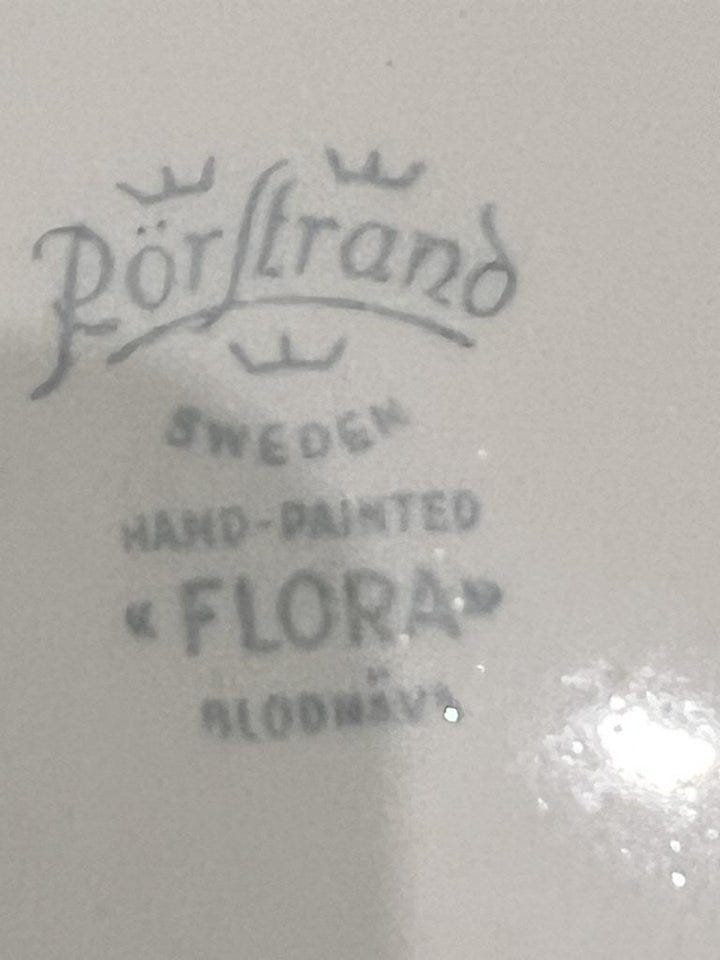 Rörstrand
SWEDEN
HAND-PAINTED
«FLORA»
BLODNÄVA